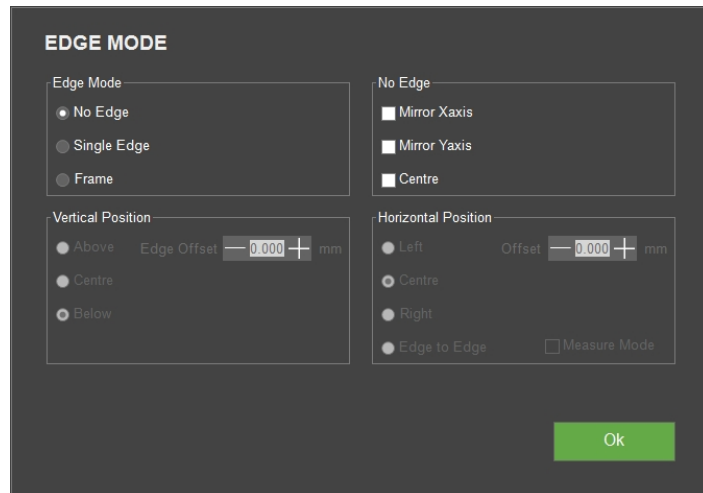 EDGE MODE
Edge Mode
No Edge
Single Edge
Frame
No Edge
Mirror Xaxis
Mirror Yaxis
Centre
Vertical Position
Above Edge Offset 0.000 mm
Centre
Below
Horizontal Position
Left Offset 0.000 mm
Centre
Right
Edge to Edge Measure Mode
Ok